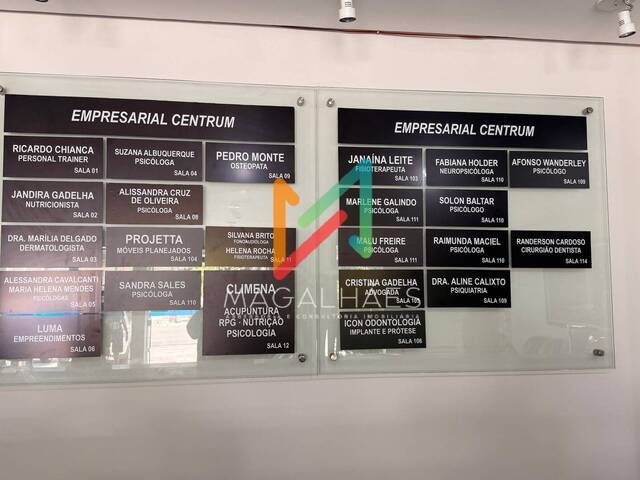 EMPRESARIAL CENTRUM
RICARDO CHIANCA
PERSONAL TRAINER
SALA 01
SUZANA ALBUQUERQUE
PSICÓLOGA
SALA 04
PEDRO MONTE
OSTEOPATA
SALA 09
JANDIRA GADELHA
NUTRICIONISTA
SALA 02
ALISSANDRA CRUZ
DE OLIVEIRA
PSICÓLOGA
SALA 08
DRA. MARÍLIA DELGADO
DERMATOLOGISTA
SALA 03
PROJETTA
MÓVEIS PLANEJADOS
SALA 104
SILVANA BRITO
FONOAUDIÓLOGA
HELENA ROCHA
FISIOTERAPEUTA
SALA 11
ALESSANDRA CAVALCANTI
MARIA HELENA MENDES
PSICÓLOGAS
SALA 05
SANDRA SALES
PSICÓLOGA
SALA 110
CLIMENA
ACUPUNTURA
RPG - NUTRIÇÃO
PSICOLOGIA
SALA 12
LUMA
EMPREENDIMENTOS
SALA 06
EMPRESARIAL CENTRUM
JANAÍNA LEITE
FISIOTERAPEUTA
SALA 103
FABIANA HOLDER
NEUROPSICÓLOGA
SALA 110
AFONSO WANDERLEY
PSICÓLOGO
SALA 109
MARLENE GALINDO
PSICÓLOGA
SALA 111
SOLON BALTAR
PSICÓLOGO
SALA 110
MALU FREIRE
PSICÓLOGA
SALA 111
RAIMUNDA MACIEL
PSICÓLOGA
SALA 110
RANDERSON CARDOSO
CIRURGIÃO DENTISTA
SALA 114
CRISTINA GADELHA
ADVOGADA
SALA 105
DRA. ALINE CALIXTO
PSIQUIATRIA
SALA 109
ICON ODONTOLOGIA
IMPLANTE E PRÓTESE
SALA 108
MAGALHAES
CONSULTORIA IMOBILIÁRIA